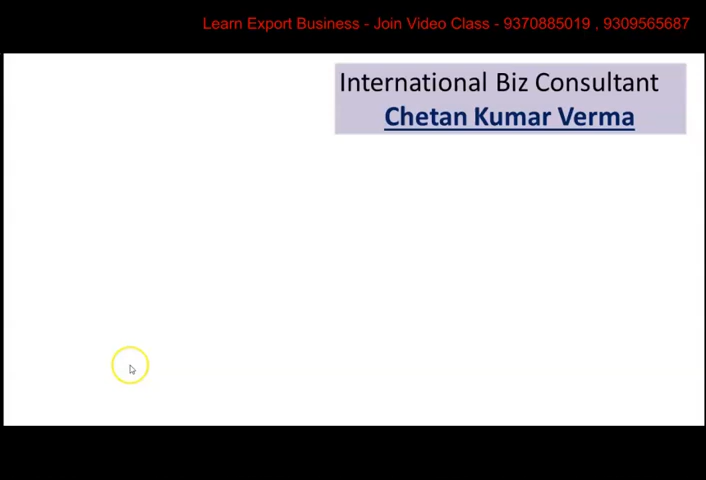 Learn Export Business - Join Video Class - 9370885019 , 9309565687
International Biz Consultant
Chetan Kumar Verma